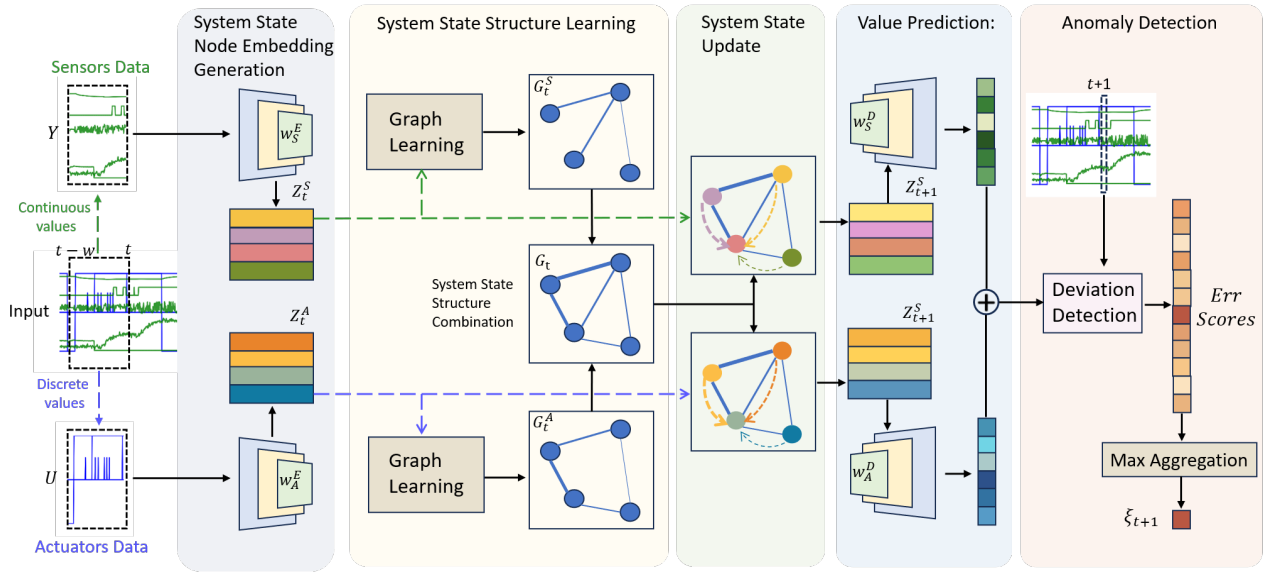 System State
Node Embedding
Generation
System State Structure Learning
System State
Update
Value Prediction:
Anomaly Detection
Sensors Data
Y
Continuous
values
t − w
t
Input
Discrete
values
U
Actuators Data
w_S^E
Z_t^S
Z_t^A
w_A^E
Graph
Learning
G_t^S
System State
Structure
Combination
G_t
Graph
Learning
G_t^A
w_S^D
Z_{t+1}^S
Z_{t+1}^S
w_A^D
+
t+1
Deviation
Detection
Err
Scores
Max Aggregation
ξ_{t+1}